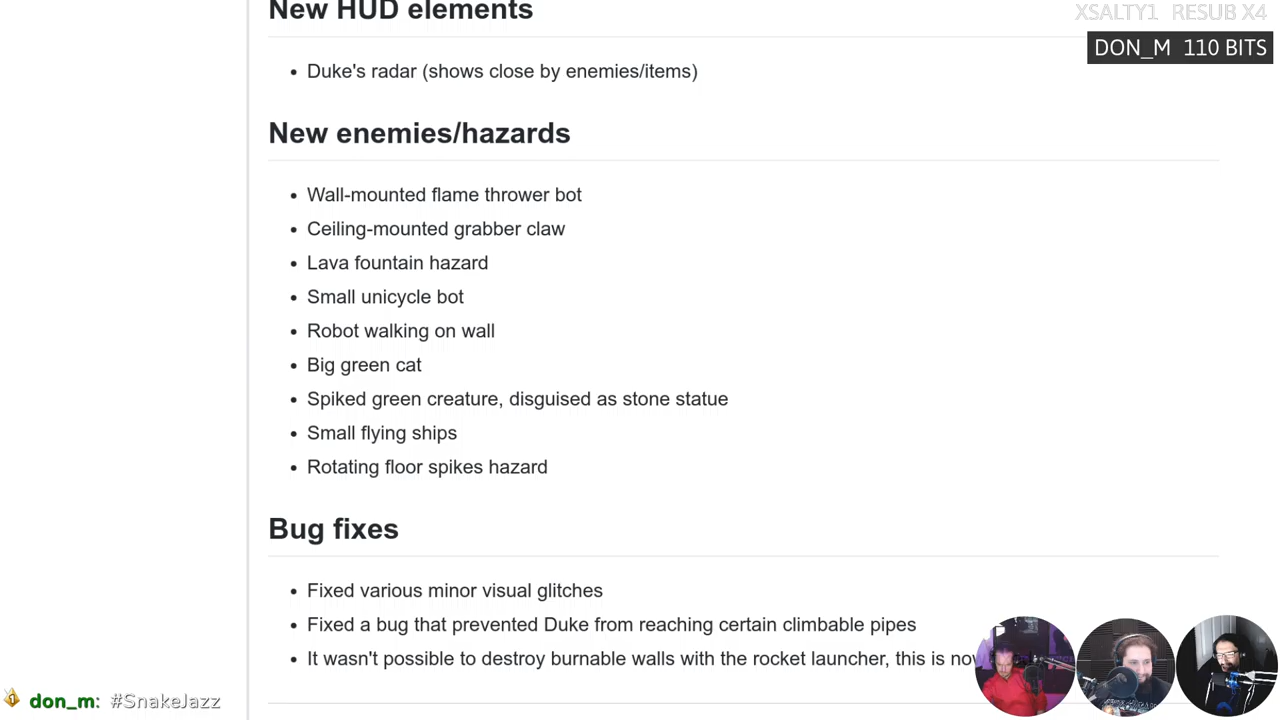 New HUD elements
XSALTY1 RESUB X4
DON_M 110 BITS
Duke's radar (shows close by enemies/items)
New enemies/hazards
Wall-mounted flame thrower bot
Ceiling-mounted grabber claw
Lava fountain hazard
Small unicycle bot
Robot walking on wall
Big green cat
Spiked green creature, disguised as stone statue
Small flying ships
Rotating floor spikes hazard
Bug fixes
Fixed various minor visual glitches
Fixed a bug that prevented Duke from reaching certain climbable pipes
It wasn't possible to destroy burnable walls with the rocket launcher, this is now
don_m: #SnakeJazz